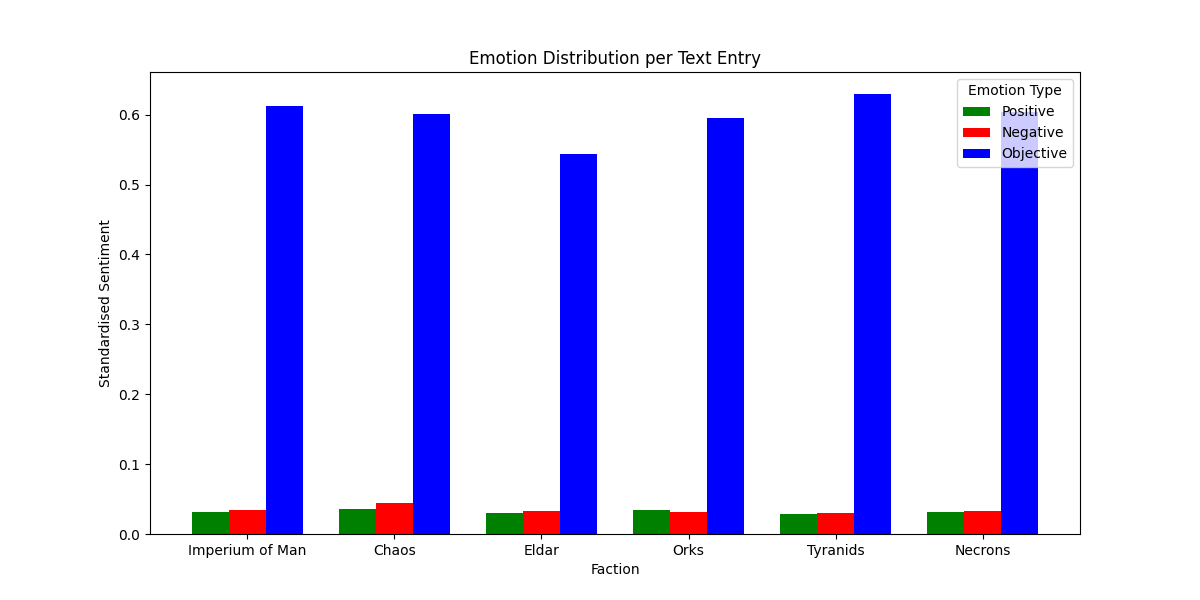 Emotion Distribution per Text Entry
Emotion Type
Positive
Negative
Objective
Standardised Sentiment
0.6
0.5
0.4
0.3
0.2
0.1
0.0
Imperium of Man Chaos Eldar Orks Tyranids Necrons
Faction